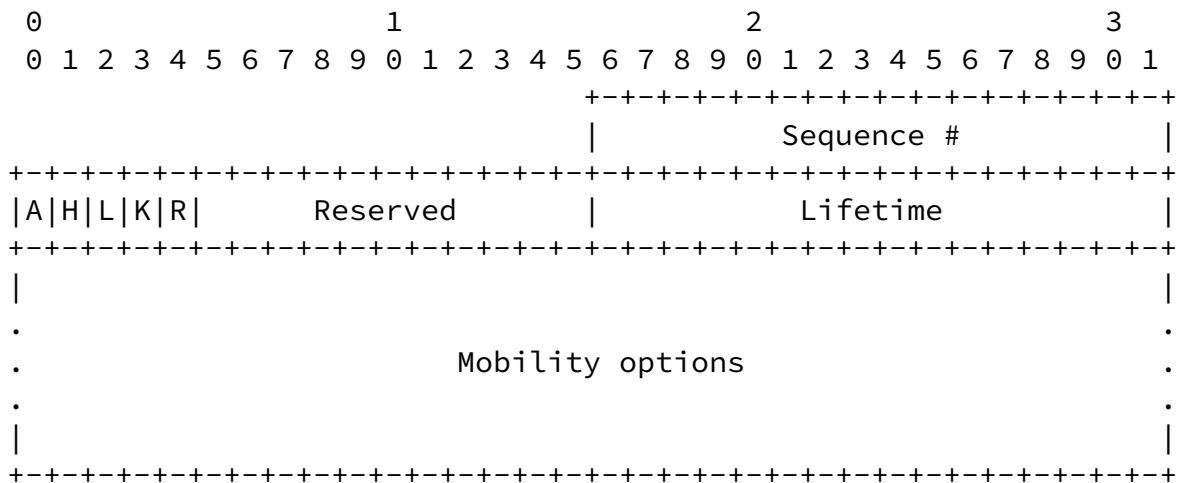 0                   1                   2                   3
 0 1 2 3 4 5 6 7 8 9 0 1 2 3 4 5 6 7 8 9 0 1 2 3 4 5 6 7 8 9 0 1
                                +-+-+-+-+-+-+-+-+-+-+-+-+-+-+-+-+
                                |          Sequence #           |
+-+-+-+-+-+-+-+-+-+-+-+-+-+-+-+-+-+-+-+-+-+-+-+-+-+-+-+-+-+-+-+-+
|A|H|L|K|R|      Reserved       |           Lifetime            |
+-+-+-+-+-+-+-+-+-+-+-+-+-+-+-+-+-+-+-+-+-+-+-+-+-+-+-+-+-+-+-+-+
|                                                               |
.                                                               .
.                        Mobility options                       .
.                                                               .
|                                                               |
+-+-+-+-+-+-+-+-+-+-+-+-+-+-+-+-+-+-+-+-+-+-+-+-+-+-+-+-+-+-+-+-+